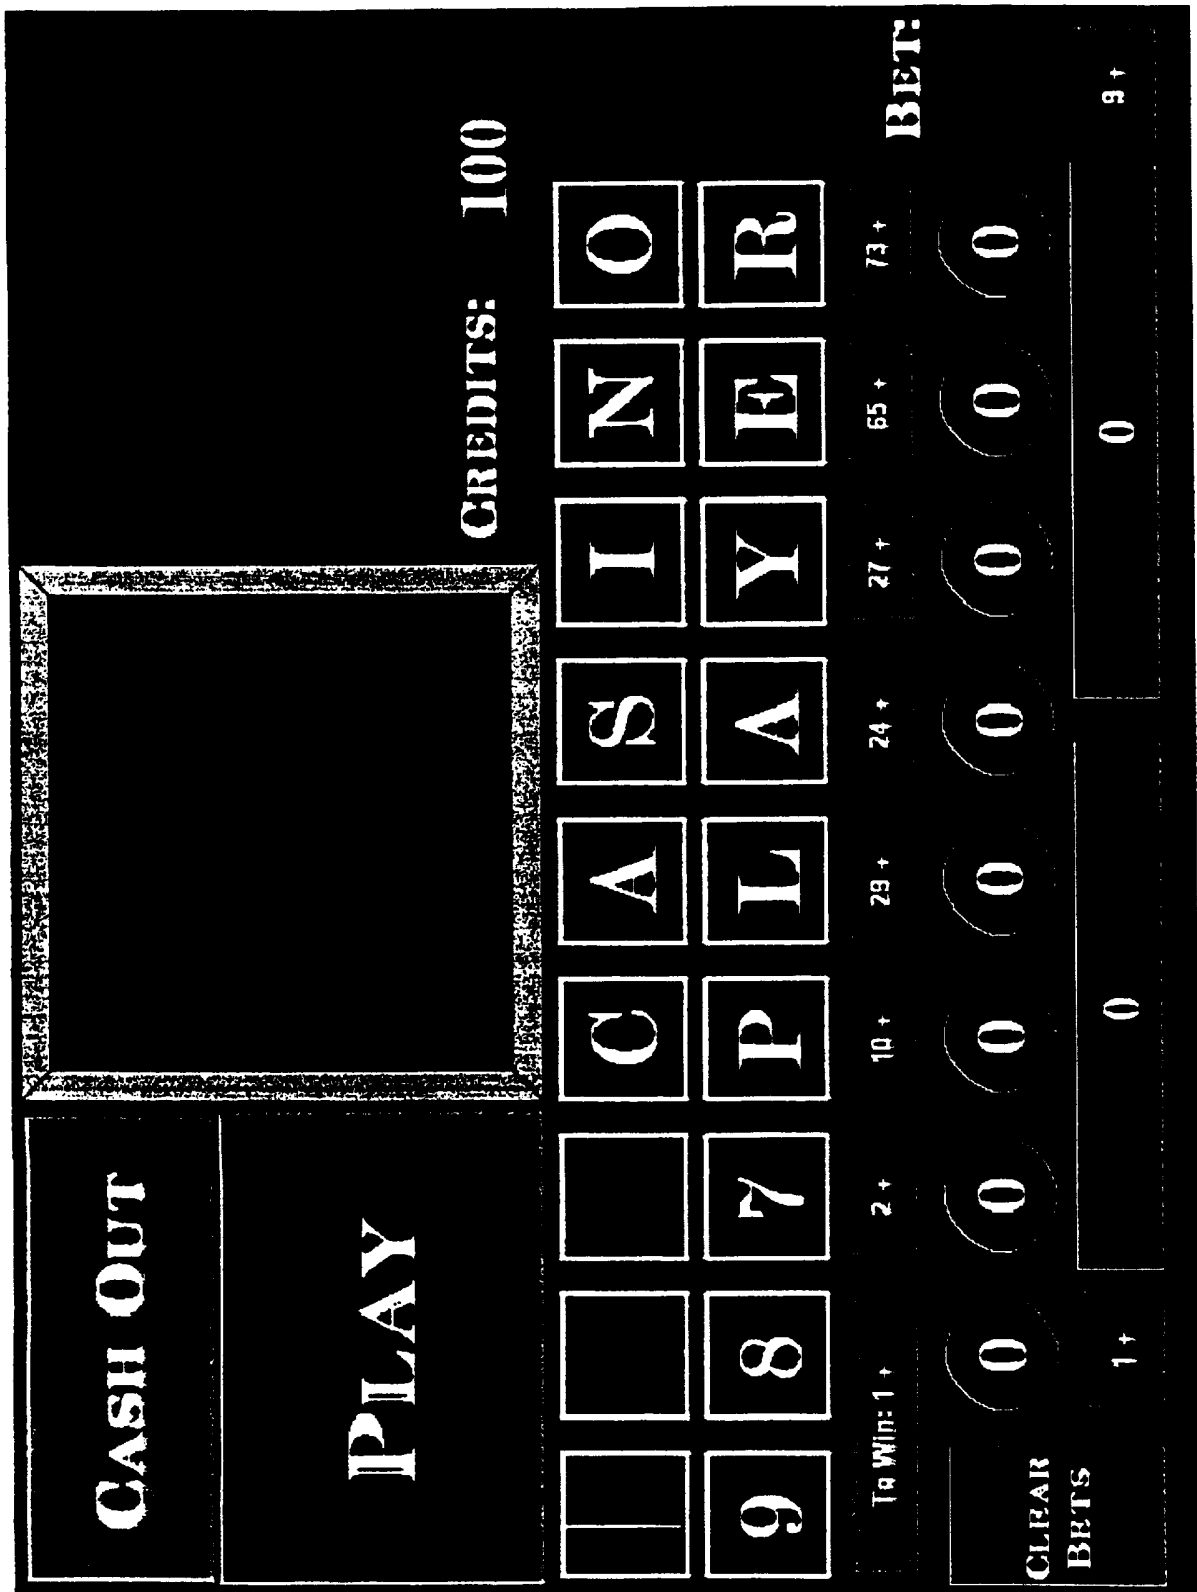 CASH OUT
PLAY
CREDITS: 100
C A S I N O
9 8 7 P L A Y E R
To Win: 1 + 2 + 10 + 29 + 24 + 27 + 65 + 73 +
BET:
0 0 0 0 0 0 0 0
CLEAR
BETS
1 + 0 0 9 +